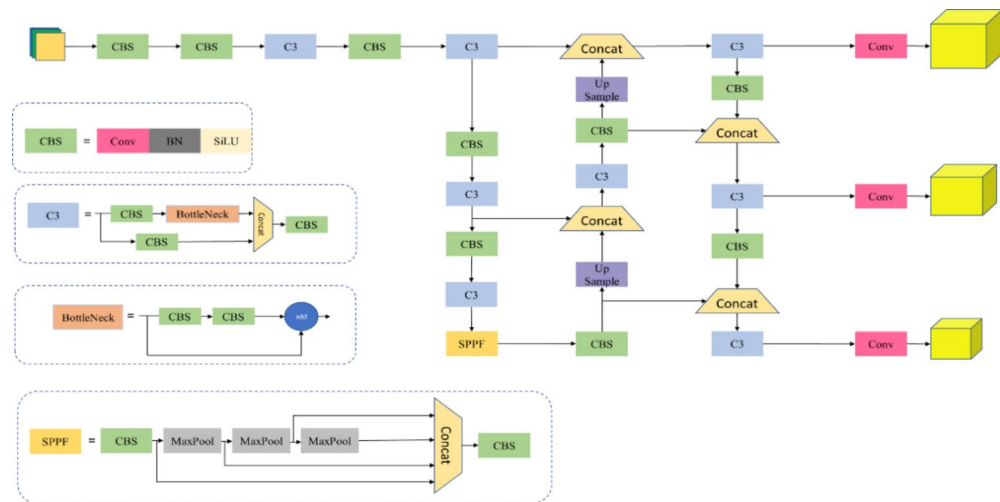 CBS
CBS
C3
CBS
C3
Concat
C3
Conv
Up
Sample
CBS
CBS
Concat
CBS
C3
C3
C3
Conv
Concat
CBS
CBS
Up
Sample
C3
Concat
SPPF
CBS
C3
Conv
CBS = Conv BN SiLU
C3 = CBS BottleNeck Concat CBS
CBS
BottleNeck = CBS CBS
SPPF = CBS MaxPool MaxPool MaxPool Concat CBS